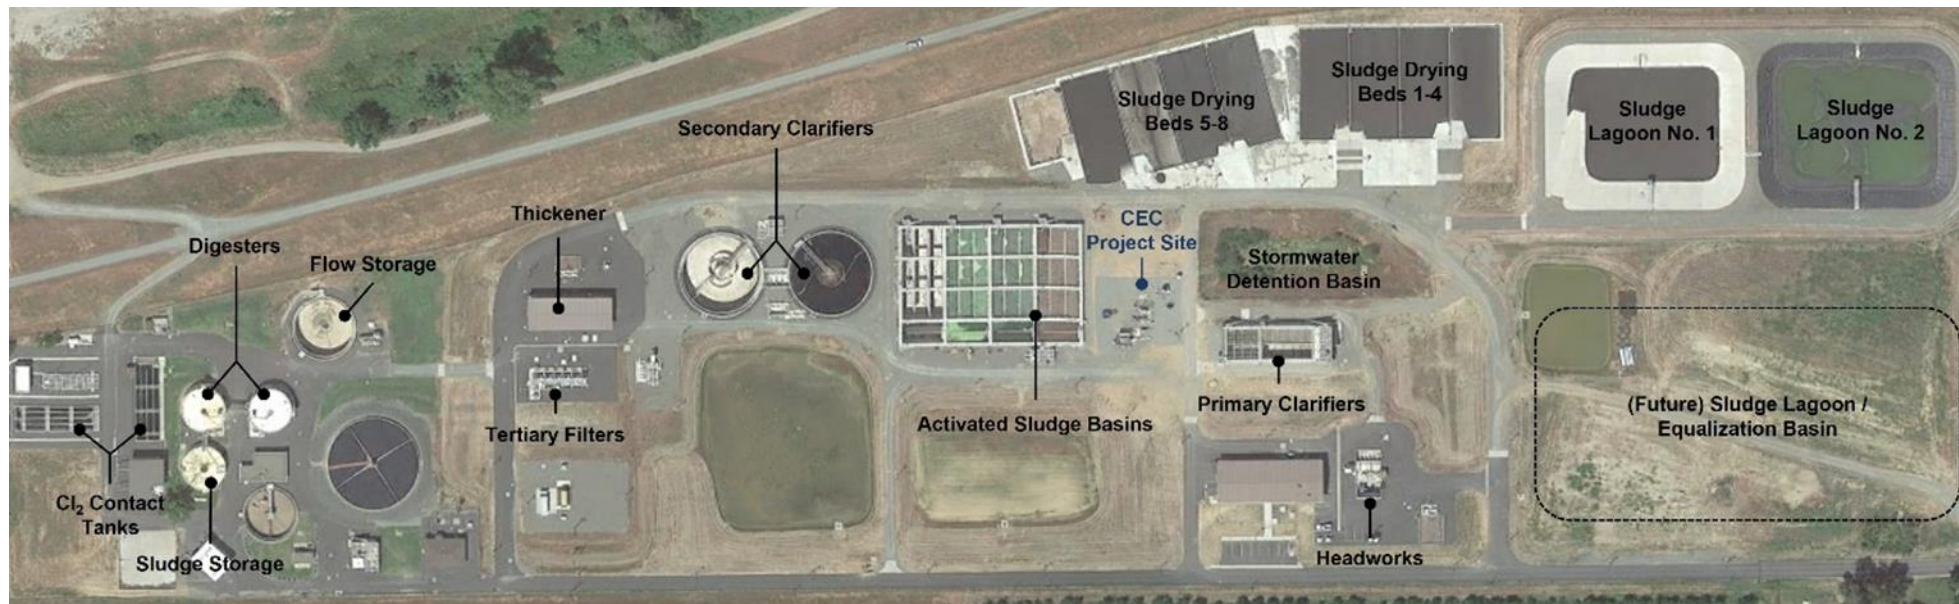 Sludge Drying
Beds 1-4
Sludge Drying
Beds 5-8
Sludge
Lagoon No. 1
Sludge
Lagoon No. 2
Secondary Clarifiers
Thickener
CEC
Project Site
Digesters
Flow Storage
Stormwater
Detention Basin
Primary Clarifiers
(Future) Sludge Lagoon /
Equalization Basin
Activated Sludge Basins
Tertiary Filters
Cl₂ Contact
Tanks
Sludge Storage
Headworks